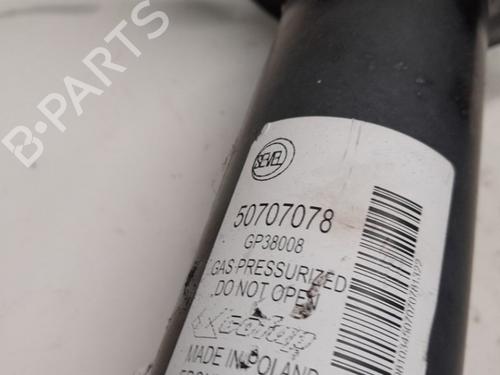 B-PARTS
SEVEL
50707078
GP38008
GAS PRESSURIZED
DO NOT OPEN
MADE IN POLAND